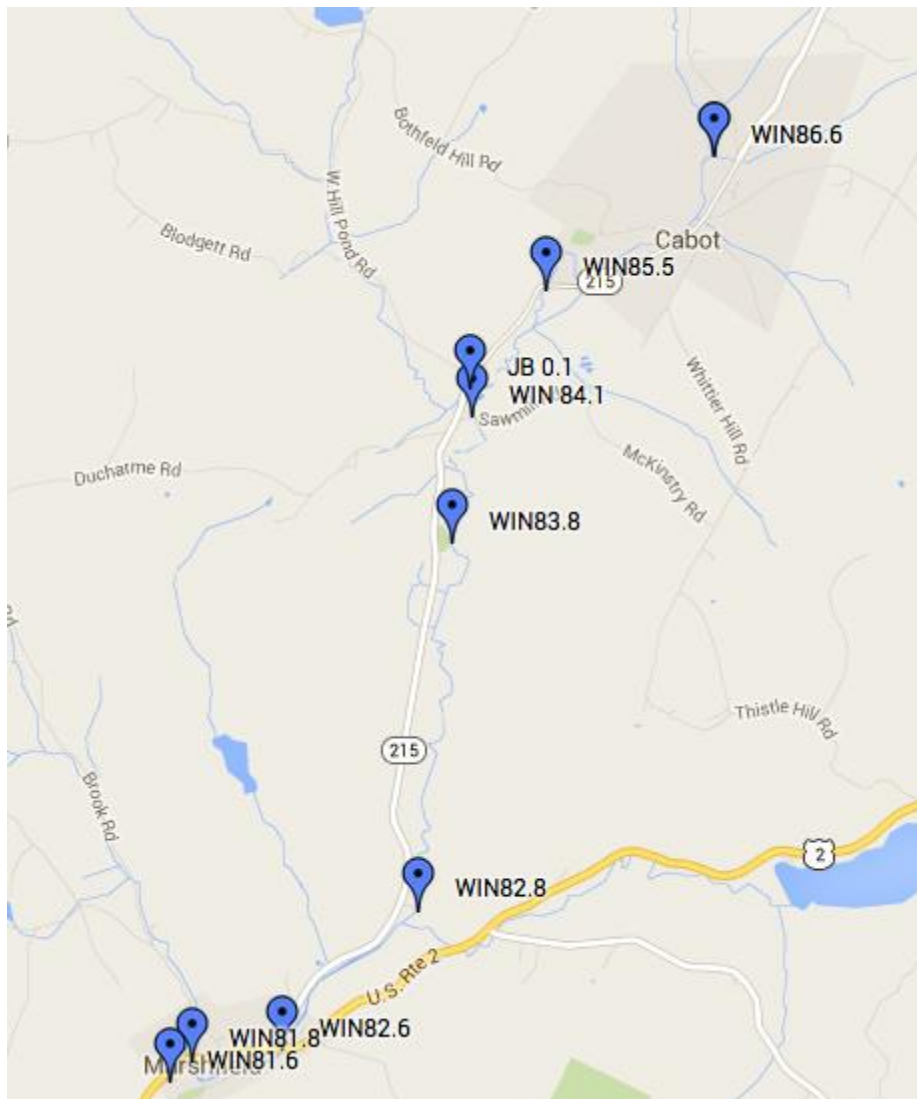 WIN86.6
Bothfeld Hill Rd
W Hill Pond Rd
Blodgett Rd
Cabot
WIN85.5
215
JB 0.1
WIN 84.1
Whittier Hill Rd
McKinstry Rd
Ducharme Rd
WIN83.8
Thistle Hill Rd
215
Brook Rd
2
WIN82.8
U.S. Rte 2
WIN82.6
WIN81.8
WIN81.6